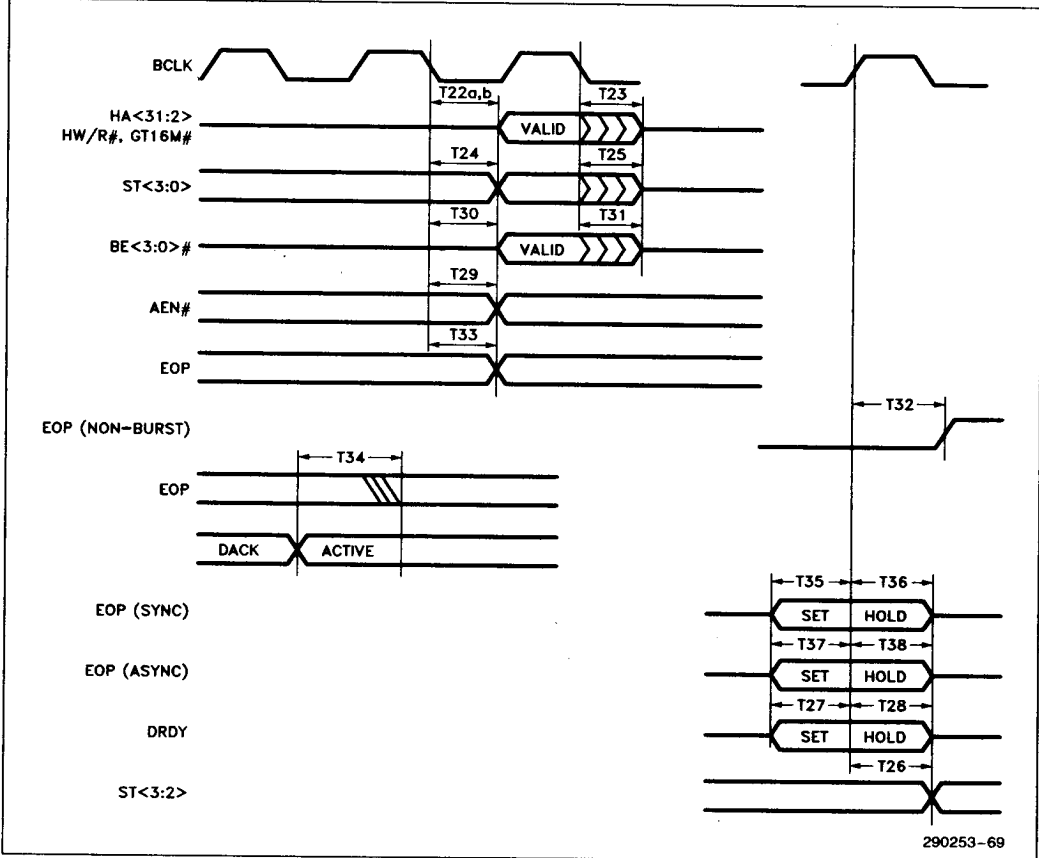 BCLK
T22a,b
T23
HA<31:2>
HW/R#, GT16M#
VALID
T24
T25
ST<3:0>
T30
T31
BE<3:0>#
VALID
T29
AEN#
T33
EOP
T32
EOP (NON-BURST)
T34
EOP
DACK
ACTIVE
T35
T36
EOP (SYNC)
SET
HOLD
T37
T38
EOP (ASYNC)
SET
HOLD
T27
T28
DRDY
SET
HOLD
T26
ST<3:2>
290253-69